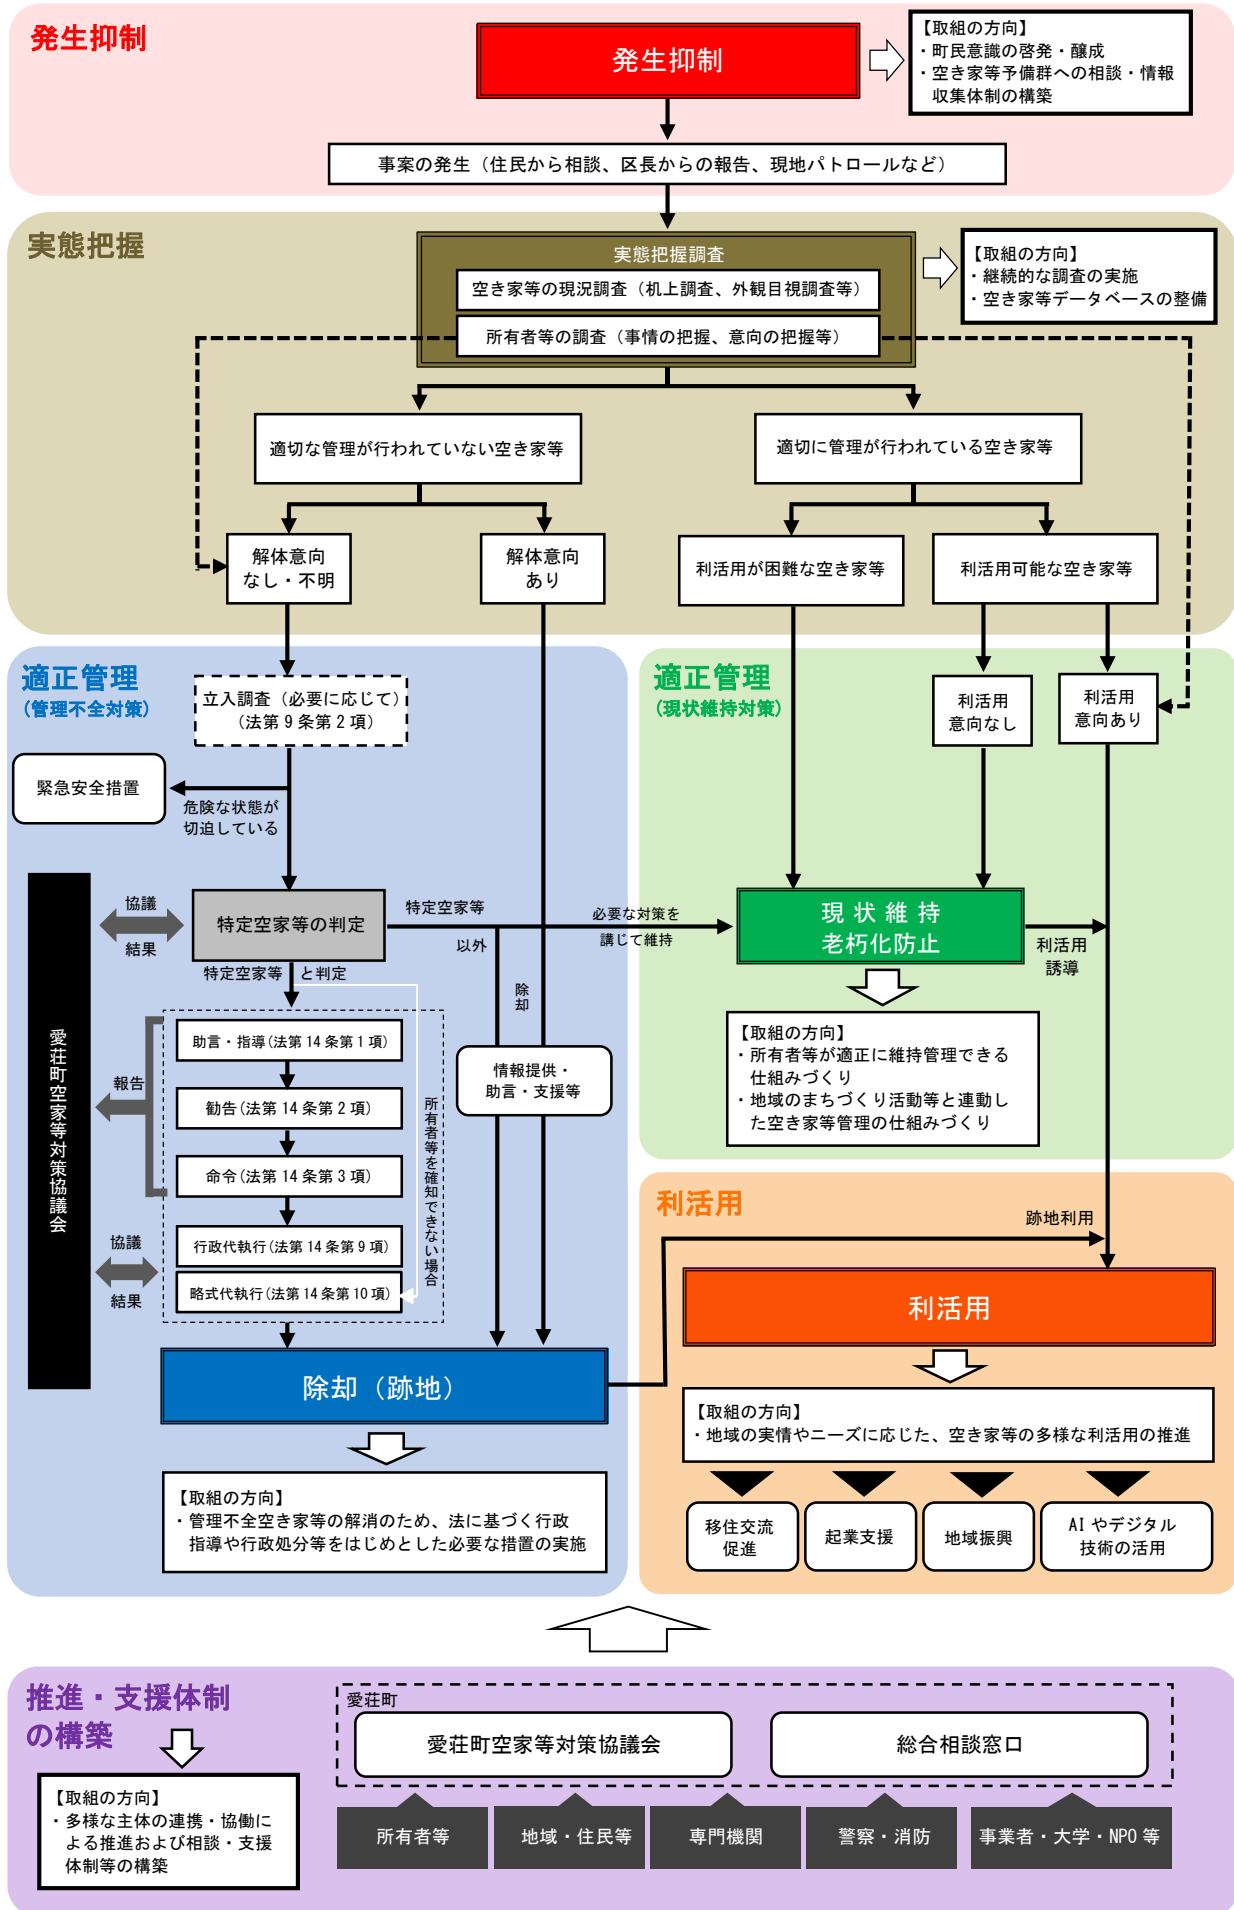 発生抑制
発生抑制
【取組の方向】
・町民意識の啓発・醸成
・空き家等予備群への相談・情報
収集体制の構築
事案の発生（住民から相談、区長からの報告、現地パトロールなど）
実態把握
実態把握調査
空き家等の現況調査（机上調査、外観目視調査等）
所有者等の調査（事情の把握、意向の把握等）
【取組の方向】
・継続的な調査の実施
・空き家等データベースの整備
適切な管理が行われていない空き家等
適切に管理が行われている空き家等
解体意向
なし・不明
解体意向
あり
利活用が困難な空き家等
利活用可能な空き家等
適正管理
（管理不全対策）
立入調査（必要に応じて）
（法第９条第２項）
緊急安全措置
危険な状態が
切迫している
適正管理
（現状維持対策）
利活用
意向なし
利活用
意向あり
協議
結果
特定空家等の判定
特定空家等
以外
必要な対策を
講じて維持
現状維持
老朽化防止
利活用
誘導
特定空家等 と判定
除却
愛荘町空家等対策協議会
報告
助言・指導(法第14条第１項)
勧告(法第14条第２項)
命令(法第14条第３項)
行政代執行(法第14条第９項)
略式代執行(法第14条第10項)
所有者等を確知できない場合
情報提供・
助言・支援等
協議
結果
【取組の方向】
・所有者等が適正に維持管理できる
仕組みづくり
・地域のまちづくり活動等と連動し
た空き家等管理の仕組みづくり
除却（跡地）
【取組の方向】
・管理不全空き家等の解消のため、法に基づく行政
指導や行政処分等をはじめとした必要な措置の実施
利活用
跡地利用
利活用
【取組の方向】
・地域の実情やニーズに応じた、空き家等の多様な利活用の推進
移住交流
促進
起業支援
地域振興
AIやデジタル
技術の活用
推進・支援体制
の構築
【取組の方向】
・多様な主体の連携・協働に
よる推進および相談・支援
体制等の構築
愛荘町
愛荘町空家等対策協議会
総合相談窓口
所有者等
地域・住民等
専門機関
警察・消防
事業者・大学・NPO等